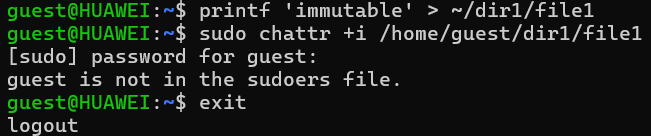 guest@HUAWEI:~$ printf 'immutable' > ~/dir1/file1
guest@HUAWEI:~$ sudo chattr +i /home/guest/dir1/file1
[sudo] password for guest:
guest is not in the sudoers file.
guest@HUAWEI:~$ exit
logout